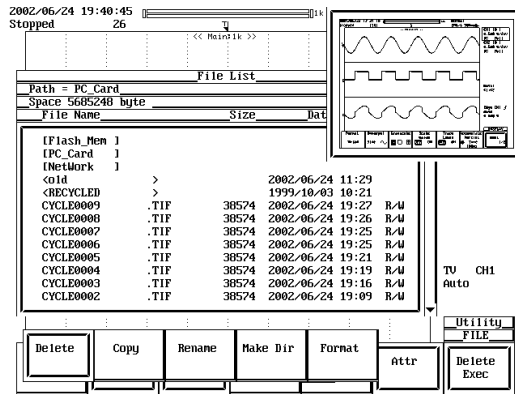 2002/06/24 19:40:45
Stopped 26
1k
<< Main:1k >>
File List
Path = PC_Card
Space 5685248 byte
File Name Size Dat
[Flash_Mem ]
[PC_Card ]
[NetWork ]
<old > 2002/06/24 11:29
<RECYCLED > 1999/10/03 10:21
CYCLE0009 .TIF 38574 2002/06/24 19:27 R/W
CYCLE0008 .TIF 38574 2002/06/24 19:26 R/W
CYCLE0007 .TIF 38574 2002/06/24 19:25 R/W
CYCLE0006 .TIF 38574 2002/06/24 19:25 R/W
CYCLE0005 .TIF 38574 2002/06/24 19:21 R/W
CYCLE0004 .TIF 38574 2002/06/24 19:19 R/W
CYCLE0003 .TIF 38574 2002/06/24 19:16 R/W
CYCLE0002 .TIF 38574 2002/06/24 19:09 R/W
TV CH1
Auto
Utility
FILE
Delete Copy Rename Make Dir Format Attr Delete Exec